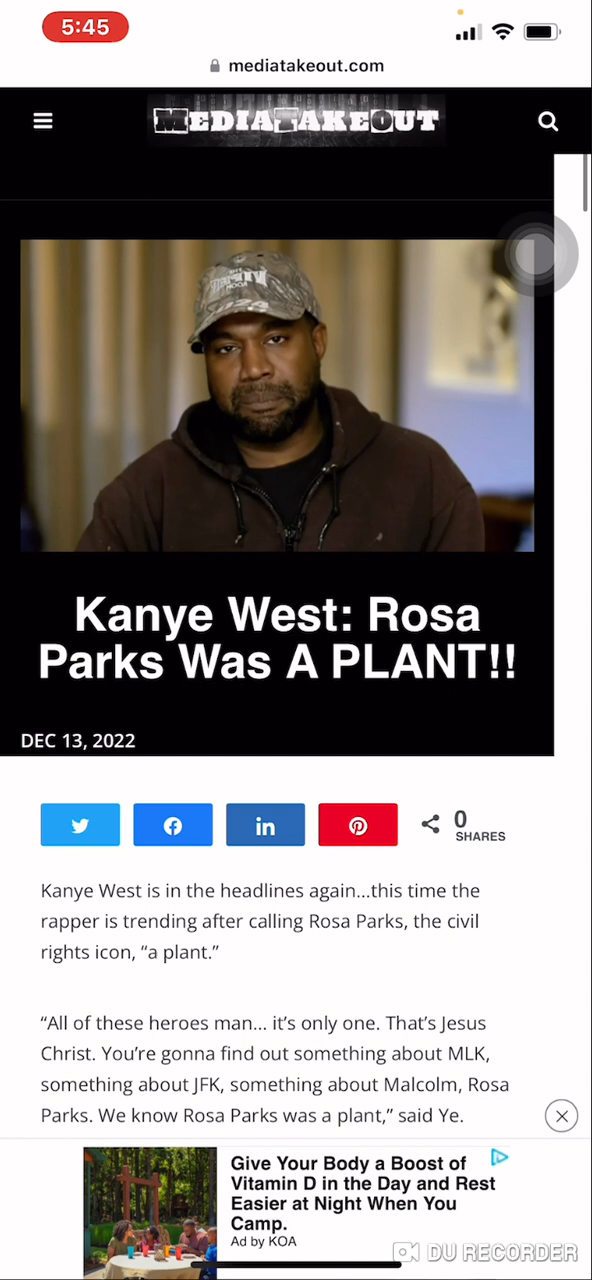 5:45
mediatakeout.com
MEDIATAKEOUT
2023
Kanye West: Rosa
Parks Was A PLANT!!
DEC 13, 2022
0
SHARES
Kanye West is in the headlines again...this time the
rapper is trending after calling Rosa Parks, the civil
rights icon, “a plant.”
“All of these heroes man... it’s only one. That’s Jesus
Christ. You’re gonna find out something about MLK,
something about JFK, something about Malcolm, Rosa
Parks. We know Rosa Parks was a plant,” said Ye.
Give Your Body a Boost of
Vitamin D in the Day and Rest
Easier at Night When You
Camp.
Ad by KOA
DU RECORDER